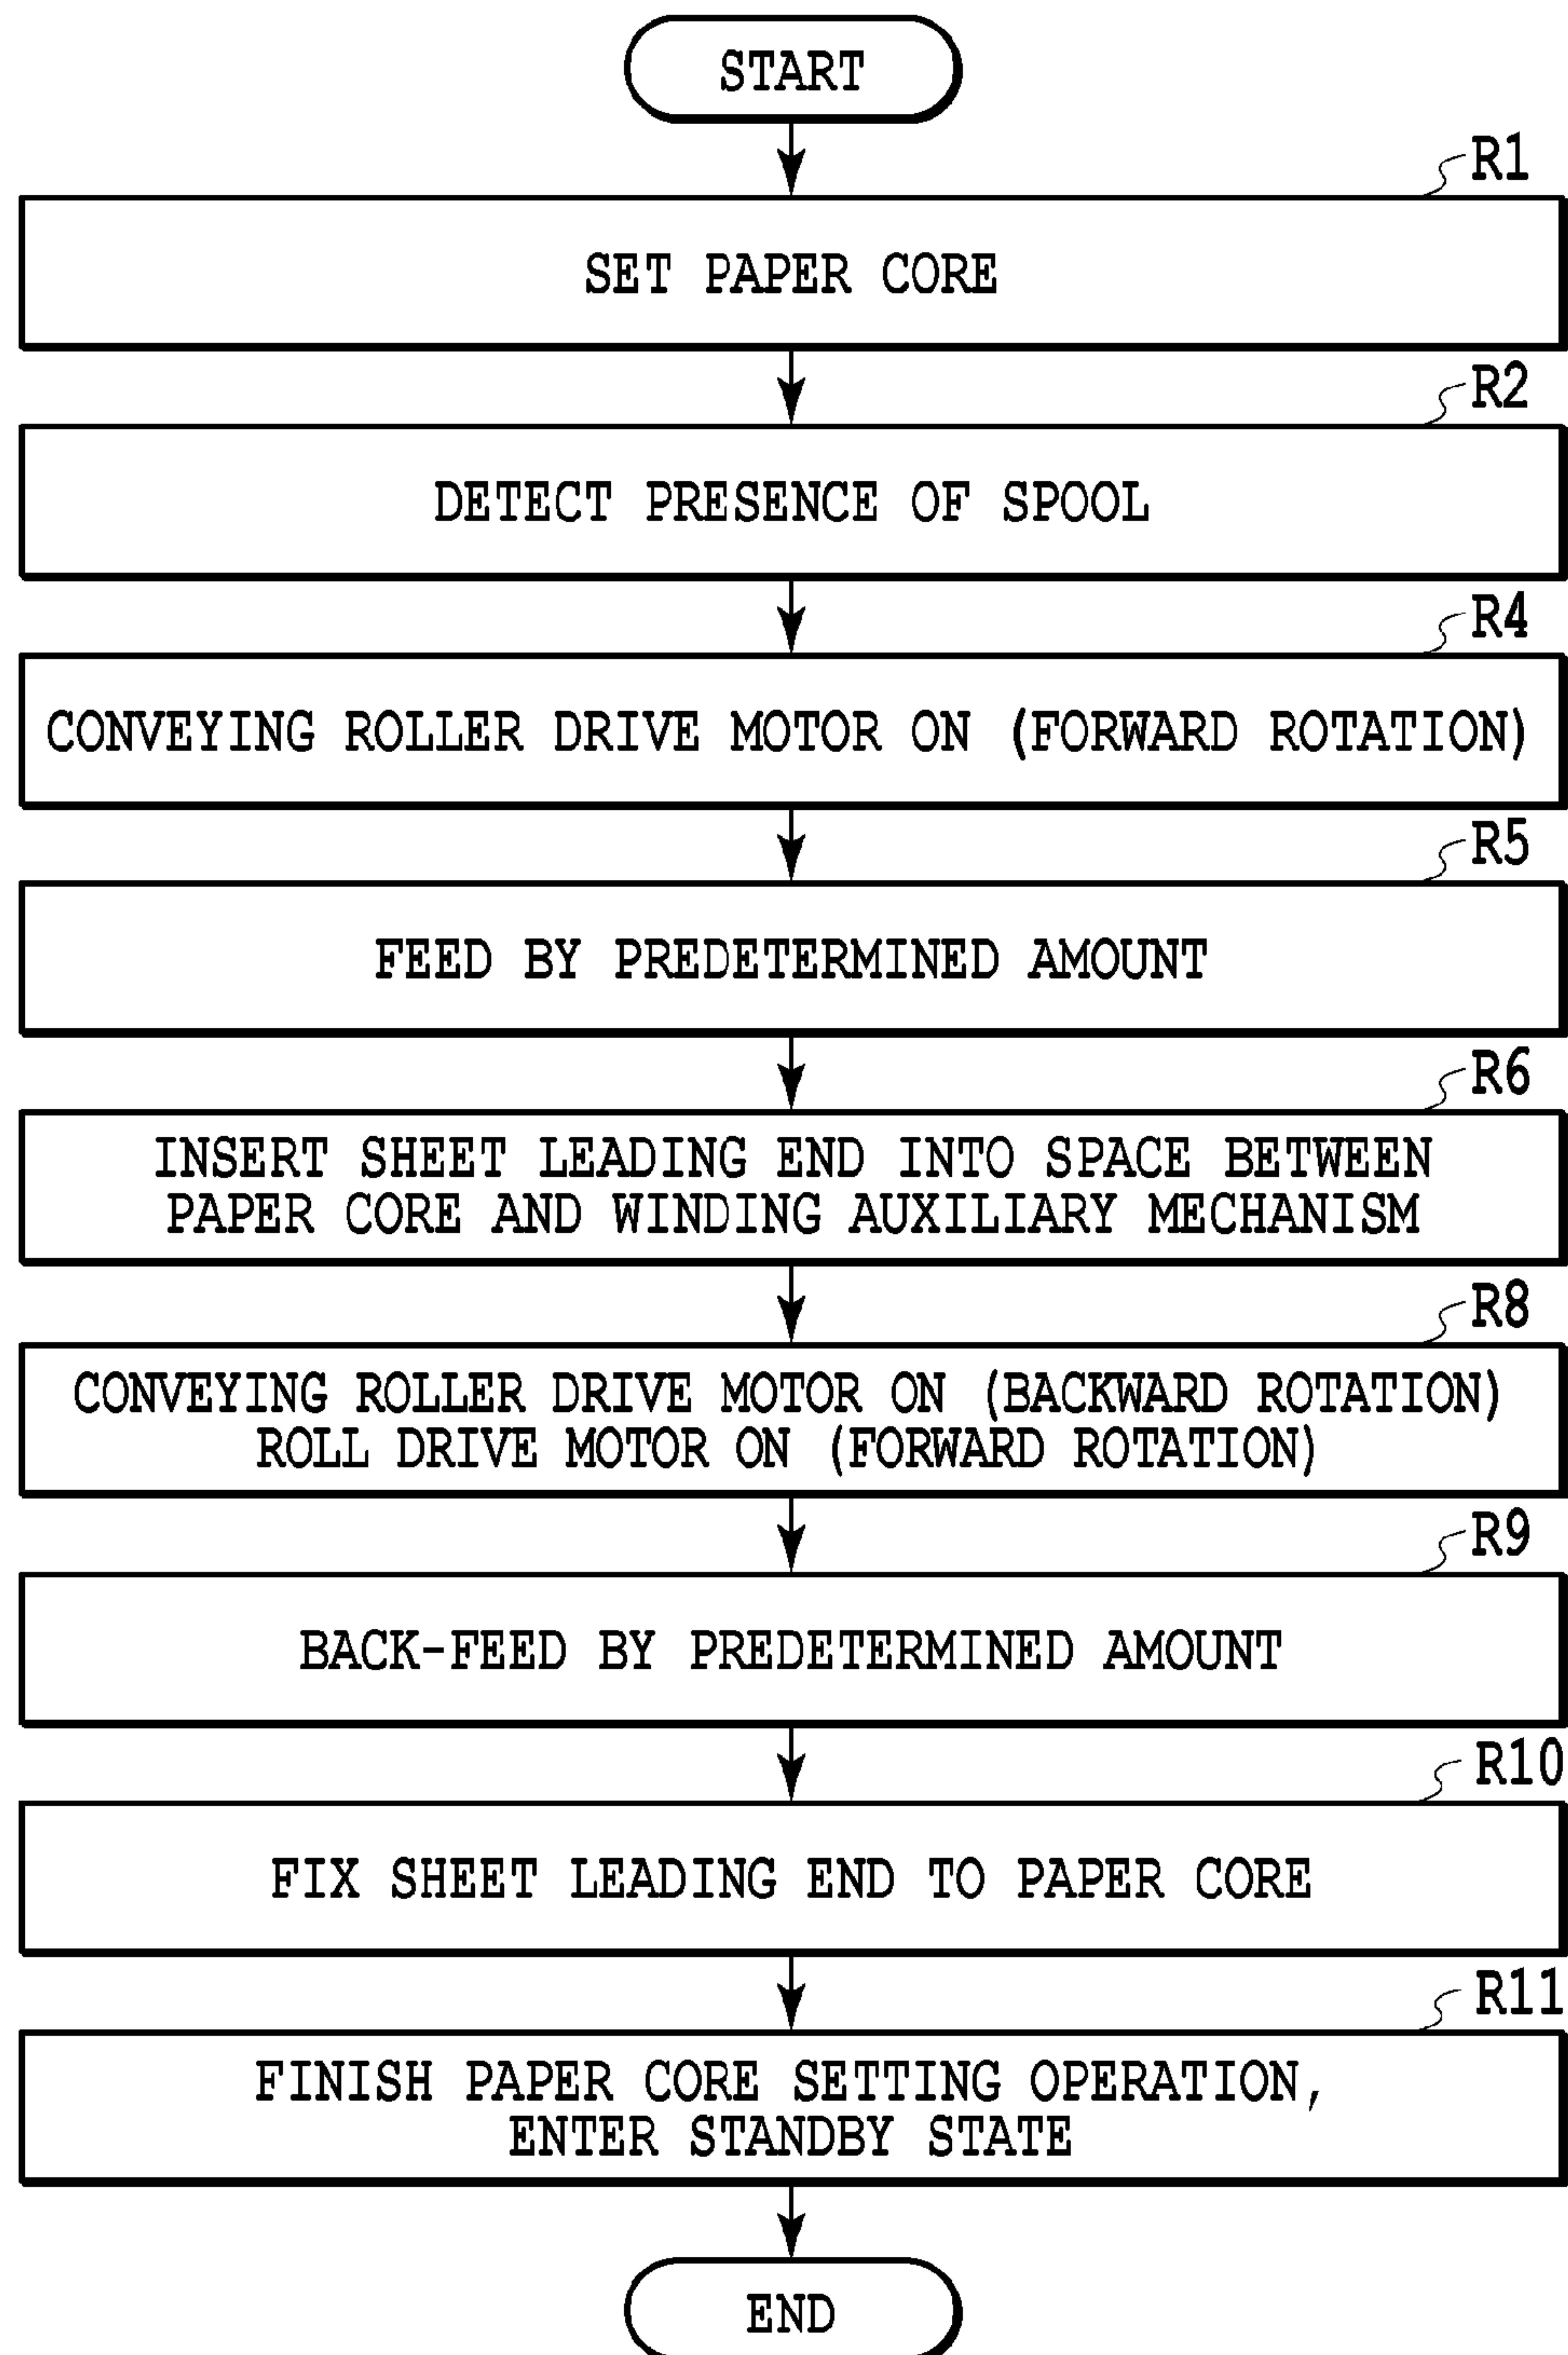 START
R1
SET PAPER CORE
R2
DETECT PRESENCE OF SPOOL
R4
CONVEYING ROLLER DRIVE MOTOR ON (FORWARD ROTATION)
R5
FEED BY PREDETERMINED AMOUNT
R6
INSERT SHEET LEADING END INTO SPACE BETWEEN
PAPER CORE AND WINDING AUXILIARY MECHANISM
R8
CONVEYING ROLLER DRIVE MOTOR ON (BACKWARD ROTATION)
ROLL DRIVE MOTOR ON (FORWARD ROTATION)
R9
BACK-FEED BY PREDETERMINED AMOUNT
R10
FIX SHEET LEADING END TO PAPER CORE
R11
FINISH PAPER CORE SETTING OPERATION,
ENTER STANDBY STATE
END